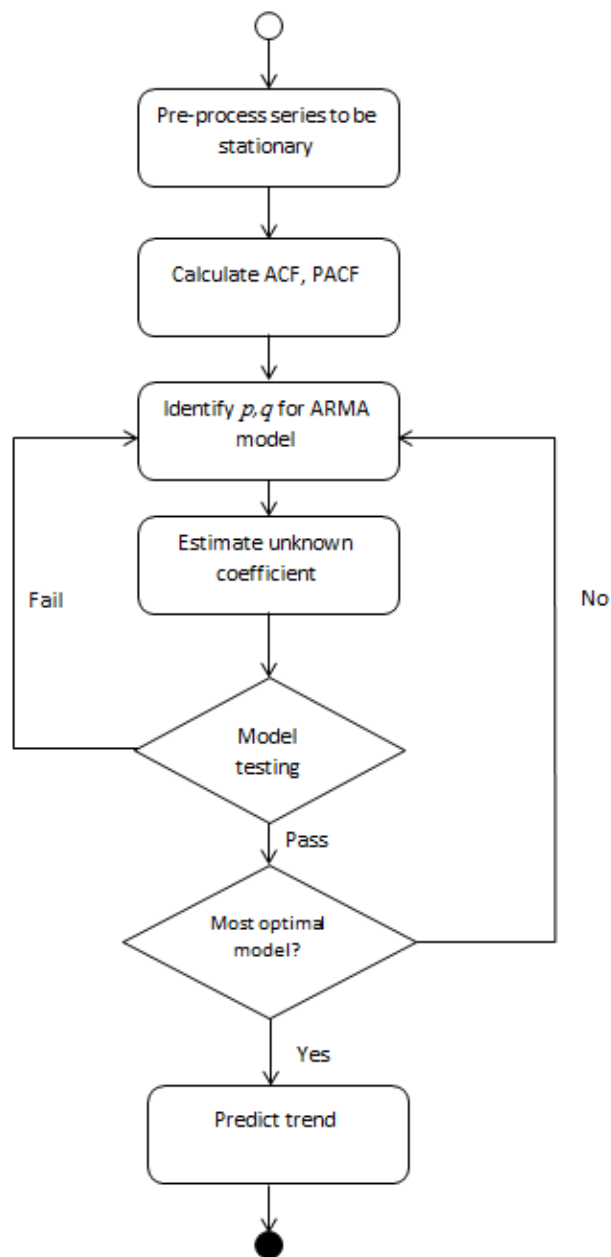 Pre-process series to be
stationary
Calculate ACF, PACF
Identify p,q for ARMA
model
Estimate unknown
coefficient
Fail
No
Model
testing
Pass
Most optimal
model?
Yes
Predict trend